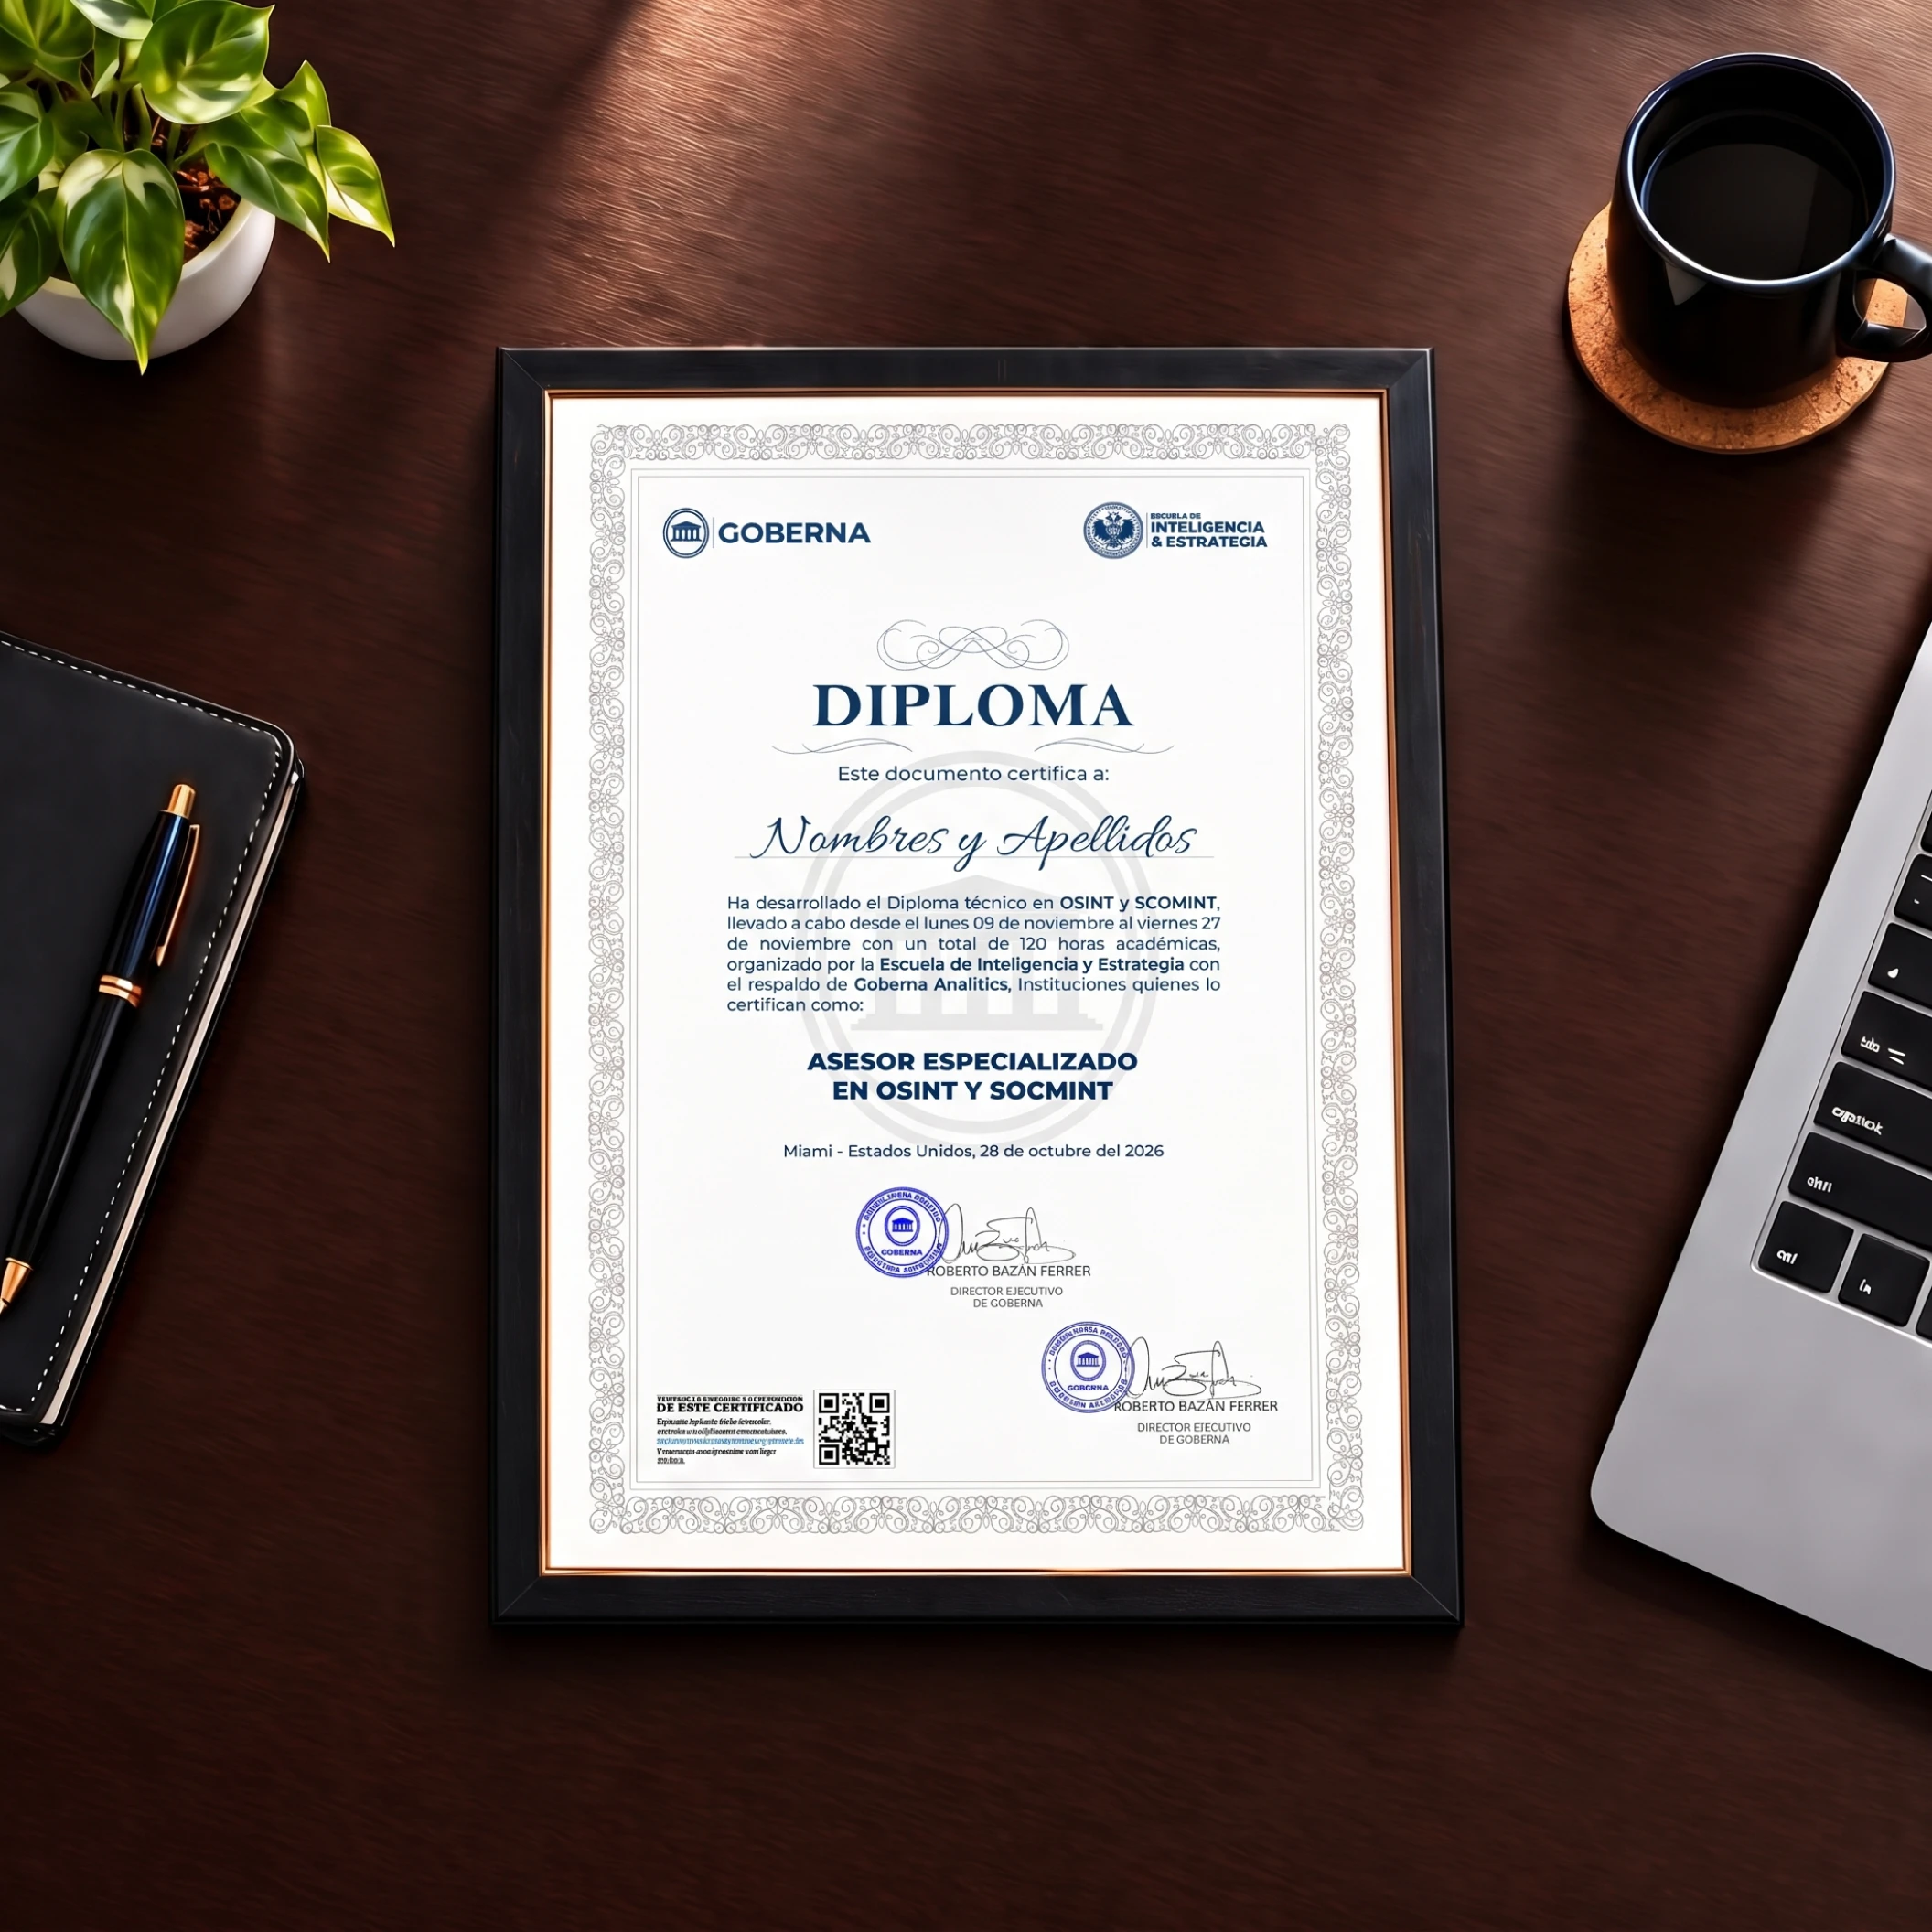 GOBERNA
ESCUELA DE
INTELIGENCIA
& ESTRATEGIA
DIPLOMA
Este documento certifica a:
Nombres y Apellidos
Ha desarrollado el Diploma técnico en OSINT y SCOMINT,
llevado a cabo desde el lunes 09 de noviembre al viernes 27
de noviembre con un total de 120 horas académicas,
organizado por la Escuela de Inteligencia y Estrategia con
el respaldo de Goberna Analitics, Instituciones quienes lo
certifican como:
ASESOR ESPECIALIZADO
EN OSINT Y SOCMINT
Miami - Estados Unidos, 28 de octubre del 2026
GOBERNA
ROBERTO BAZÁN FERRER
DIRECTOR EJECUTIVO
DE GOBERNA
GOBERNA
ROBERTO BAZÁN FERRER
DIRECTOR EJECUTIVO
DE GOBERNA
DE ESTE CERTIFICADO